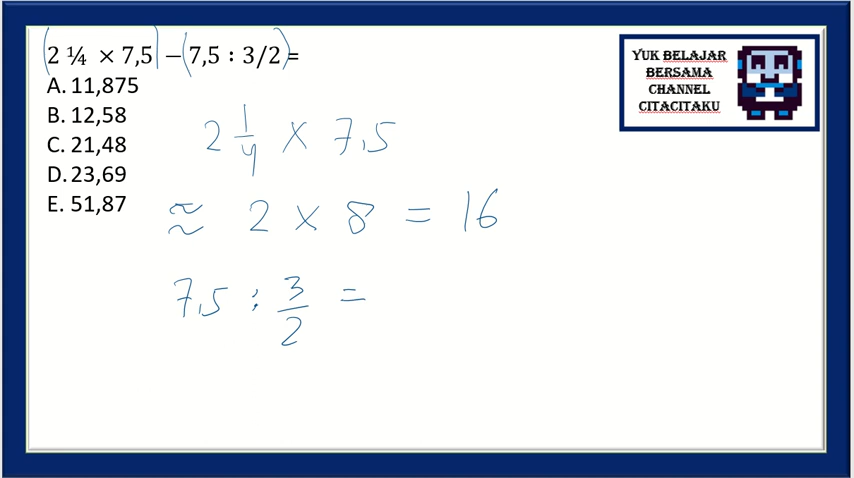 (2 ¼ × 7,5) – (7,5 : 3/2) =
A. 11,875
B. 12,58
C. 21,48
D. 23,69
E. 51,87
YUK BELAJAR
BERSAMA
CHANNEL
CITACITAKU
2 1/4 × 7,5
≈ 2 × 8 = 16
7,5 : 3/2 =